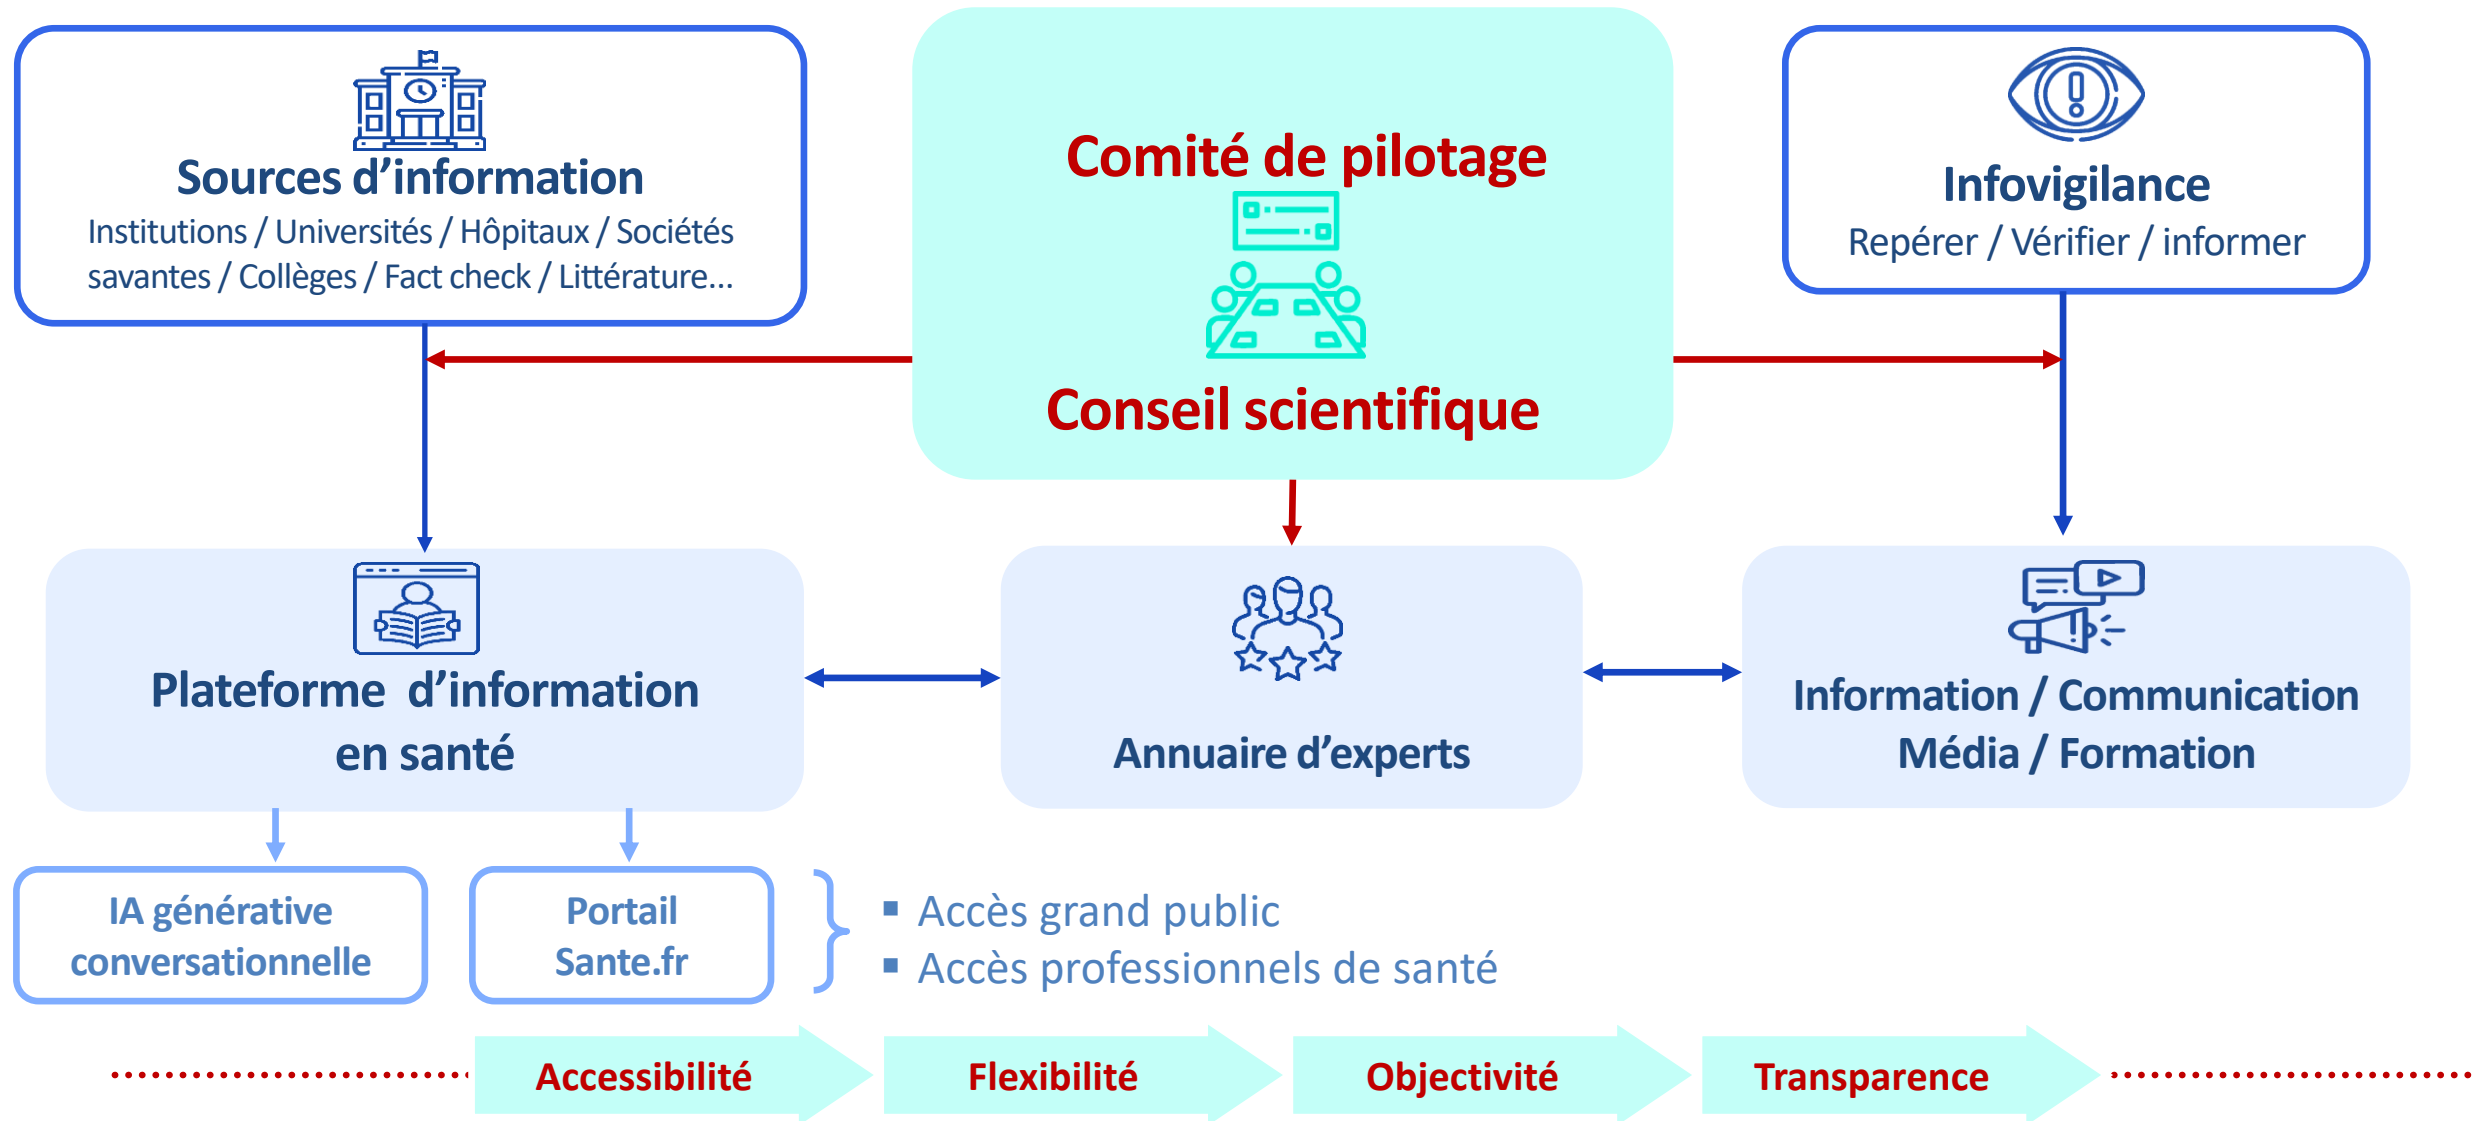 Sources d’information
Institutions / Universités / Hôpitaux / Sociétés
savantes / Collèges / Fact check / Littérature...
Comité de pilotage
Conseil scientifique
Infovigilance
Repérer / Vérifier / informer
Plateforme d’information
en santé
Annuaire d’experts
Information / Communication
Média / Formation
IA générative
conversationnelle
Portail
Sante.fr
▪ Accès grand public
▪ Accès professionnels de santé
Accessibilité
Flexibilité
Objectivité
Transparence